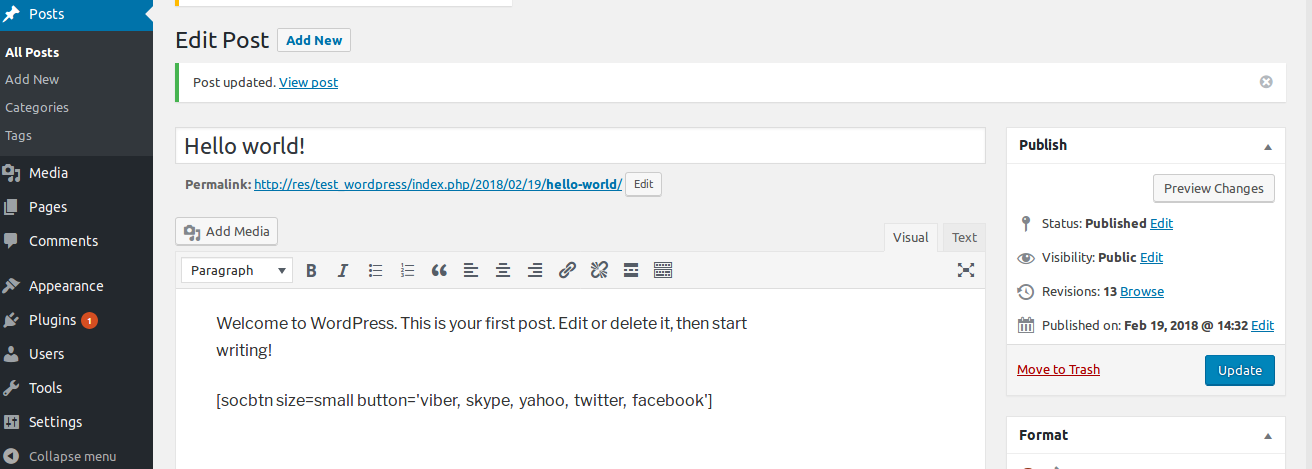 Posts
All Posts
Add New
Categories
Tags
Media
Pages
Comments
Appearance
Plugins 1
Users
Tools
Settings
Collapse menu
Edit Post Add New
Post updated. View post
Hello world!
Permalink: http://res/test_wordpress/index.php/2018/02/19/hello-world/ Edit
Add Media
Visual Text
Paragraph
Welcome to WordPress. This is your first post. Edit or delete it, then start
writing!
[socbtn size=small button='viber, skype, yahoo, twitter, facebook']
Publish
Preview Changes
Status: Published Edit
Visibility: Public Edit
Revisions: 13 Browse
Published on: Feb 19, 2018 @ 14:32 Edit
Move to Trash Update
Format